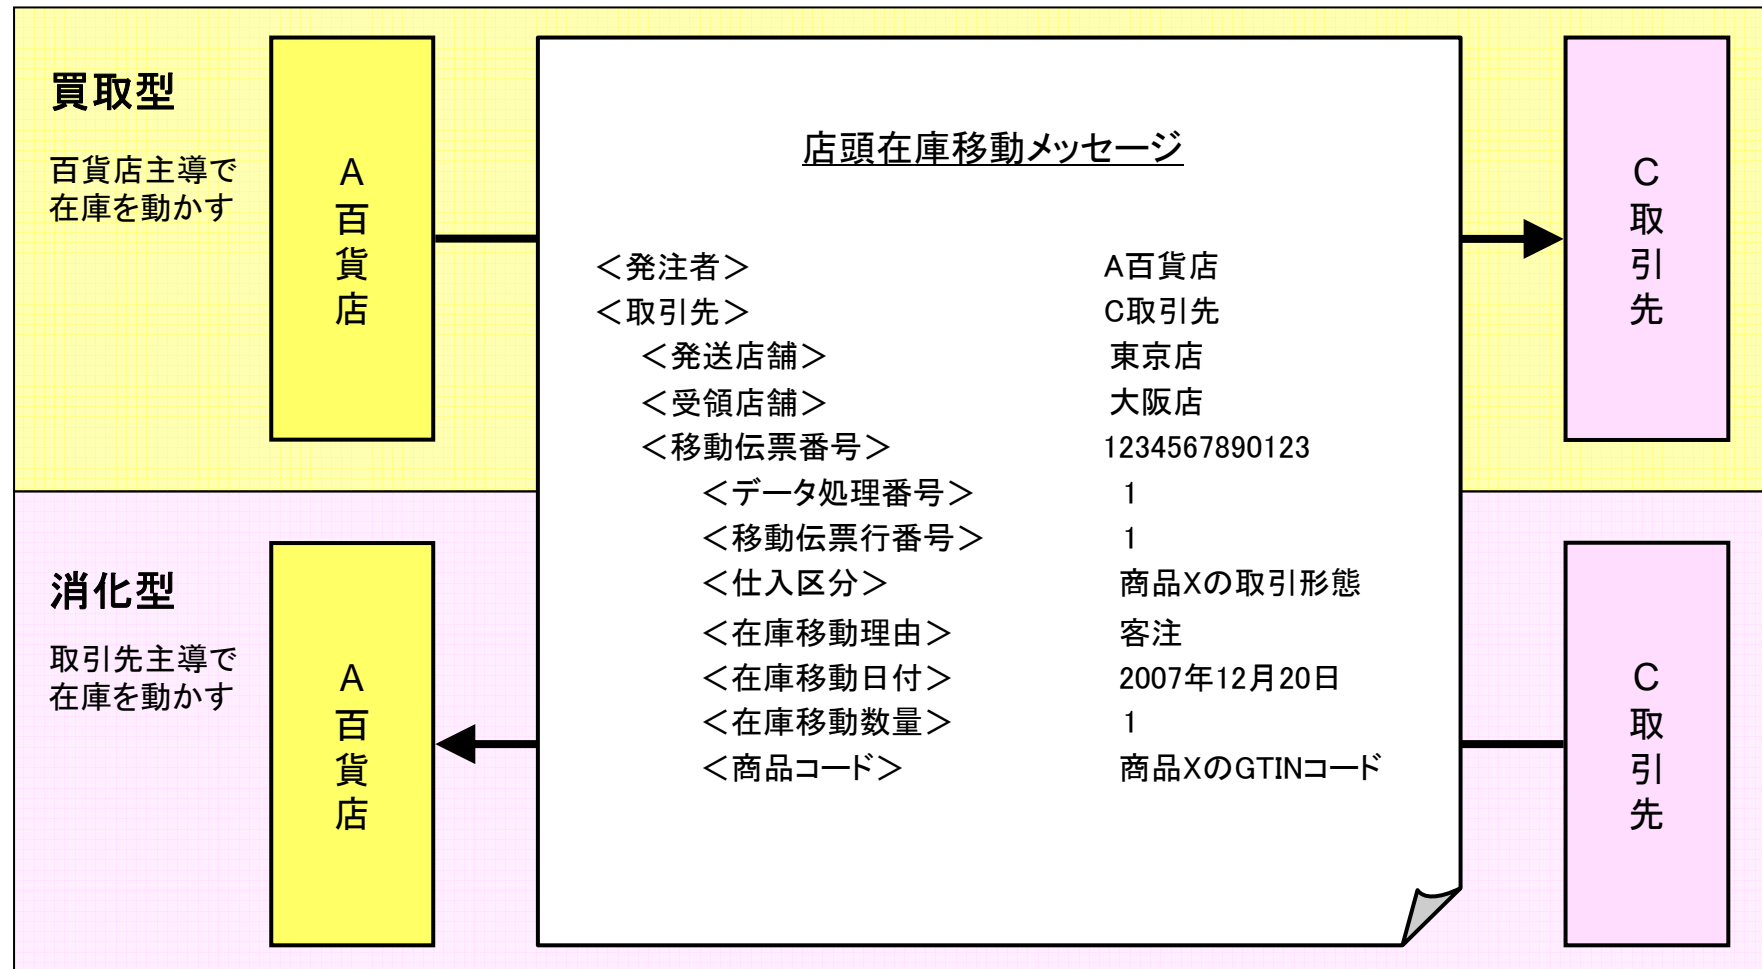 買取型
百貨店主導で
在庫を動かす
A百貨店
店頭在庫移動メッセージ
＜発注者＞ A百貨店
＜取引先＞ C取引先
＜発送店舗＞ 東京店
＜受領店舗＞ 大阪店
＜移動伝票番号＞ 1234567890123
＜データ処理番号＞ 1
＜移動伝票行番号＞ 1
＜仕入区分＞ 商品Xの取引形態
＜在庫移動理由＞ 客注
＜在庫移動日付＞ 2007年12月20日
＜在庫移動数量＞ 1
＜商品コード＞ 商品XのGTINコード
C取引先
消化型
取引先主導で
在庫を動かす
A百貨店
C取引先